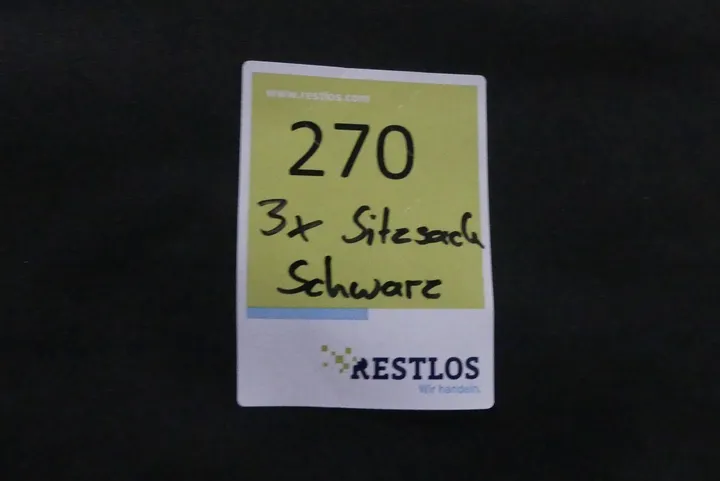 www.restlos.com
270
3x Sitzsack
Schwarz
RESTLOS
Wir handeln.